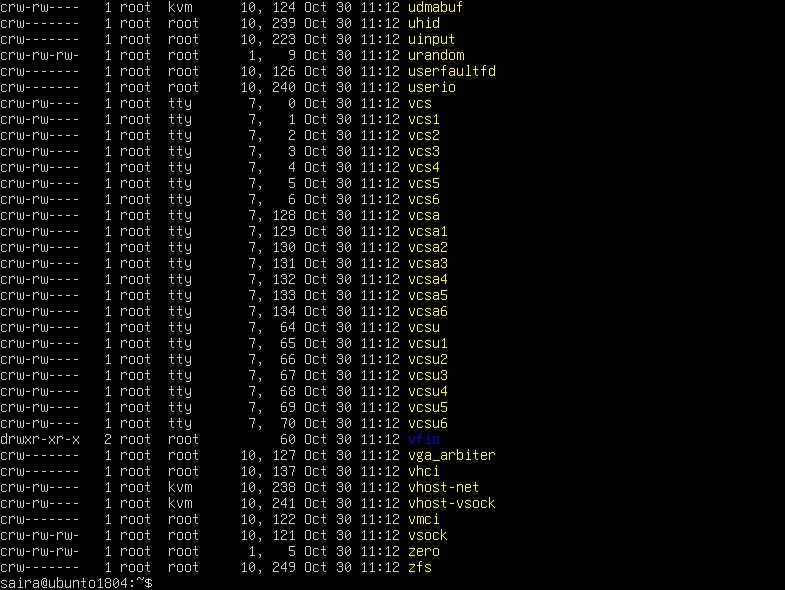 crw-rw----   1 root  kvm      10, 124 Oct 30 11:12 udmabuf
crw-------   1 root  root     10, 239 Oct 30 11:12 uhid
crw-------   1 root  root     10, 223 Oct 30 11:12 uinput
crw-rw-rw-   1 root  root      1,   9 Oct 30 11:12 urandom
crw-------   1 root  root     10, 126 Oct 30 11:12 userfaultfd
crw-------   1 root  root     10, 240 Oct 30 11:12 userio
crw-rw----   1 root  tty       7,   0 Oct 30 11:12 vcs
crw-rw----   1 root  tty       7,   1 Oct 30 11:12 vcs1
crw-rw----   1 root  tty       7,   2 Oct 30 11:12 vcs2
crw-rw----   1 root  tty       7,   3 Oct 30 11:12 vcs3
crw-rw----   1 root  tty       7,   4 Oct 30 11:12 vcs4
crw-rw----   1 root  tty       7,   5 Oct 30 11:12 vcs5
crw-rw----   1 root  tty       7,   6 Oct 30 11:12 vcs6
crw-rw----   1 root  tty       7, 128 Oct 30 11:12 vcsa
crw-rw----   1 root  tty       7, 129 Oct 30 11:12 vcsa1
crw-rw----   1 root  tty       7, 130 Oct 30 11:12 vcsa2
crw-rw----   1 root  tty       7, 131 Oct 30 11:12 vcsa3
crw-rw----   1 root  tty       7, 132 Oct 30 11:12 vcsa4
crw-rw----   1 root  tty       7, 133 Oct 30 11:12 vcsa5
crw-rw----   1 root  tty       7, 134 Oct 30 11:12 vcsa6
crw-rw----   1 root  tty       7,  64 Oct 30 11:12 vcsu
crw-rw----   1 root  tty       7,  65 Oct 30 11:12 vcsu1
crw-rw----   1 root  tty       7,  66 Oct 30 11:12 vcsu2
crw-rw----   1 root  tty       7,  67 Oct 30 11:12 vcsu3
crw-rw----   1 root  tty       7,  68 Oct 30 11:12 vcsu4
crw-rw----   1 root  tty       7,  69 Oct 30 11:12 vcsu5
crw-rw----   1 root  tty       7,  70 Oct 30 11:12 vcsu6
drwxr-xr-x   2 root  root          60 Oct 30 11:12 vfio
crw-------   1 root  root     10, 127 Oct 30 11:12 vga_arbiter
crw-------   1 root  root     10, 137 Oct 30 11:12 vhci
crw-rw----   1 root  kvm      10, 238 Oct 30 11:12 vhost-net
crw-rw----   1 root  kvm      10, 241 Oct 30 11:12 vhost-vsock
crw-------   1 root  root     10, 122 Oct 30 11:12 vmci
crw-rw-rw-   1 root  root     10, 121 Oct 30 11:12 vsock
crw-rw-rw-   1 root  root      1,   5 Oct 30 11:12 zero
crw-------   1 root  root     10, 249 Oct 30 11:12 zfs
saira@ubunto1804:~$